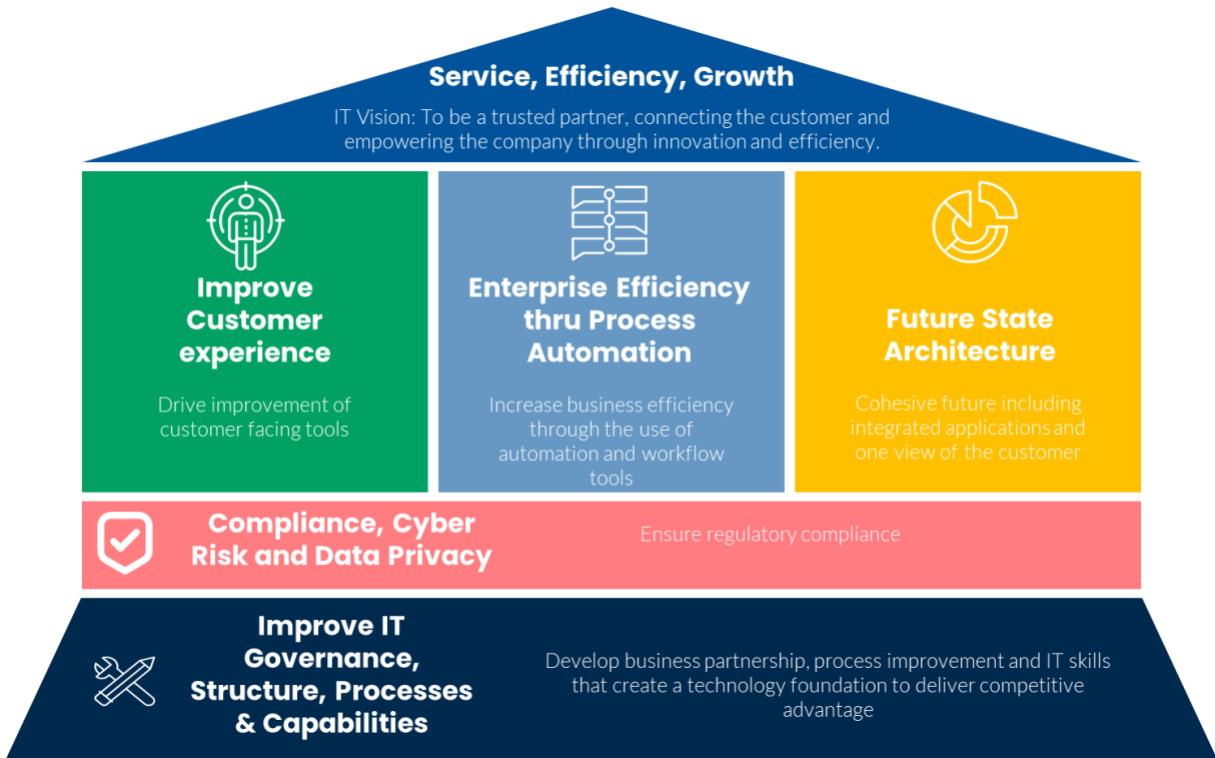 Service, Efficiency, Growth
IT Vision: To be a trusted partner, connecting the customer and
empowering the company through innovation and efficiency.
Improve
Customer
experience
Drive improvement of
customer facing tools
Enterprise Efficiency
thru Process
Automation
Increase business efficiency
through the use of
automation and workflow
tools
Future State
Architecture
Cohesive future including
integrated applications and
one view of the customer
Compliance, Cyber
Risk and Data Privacy
Ensure regulatory compliance
Improve IT
Governance,
Structure, Processes
& Capabilities
Develop business partnership, process improvement and IT skills
that create a technology foundation to deliver competitive
advantage